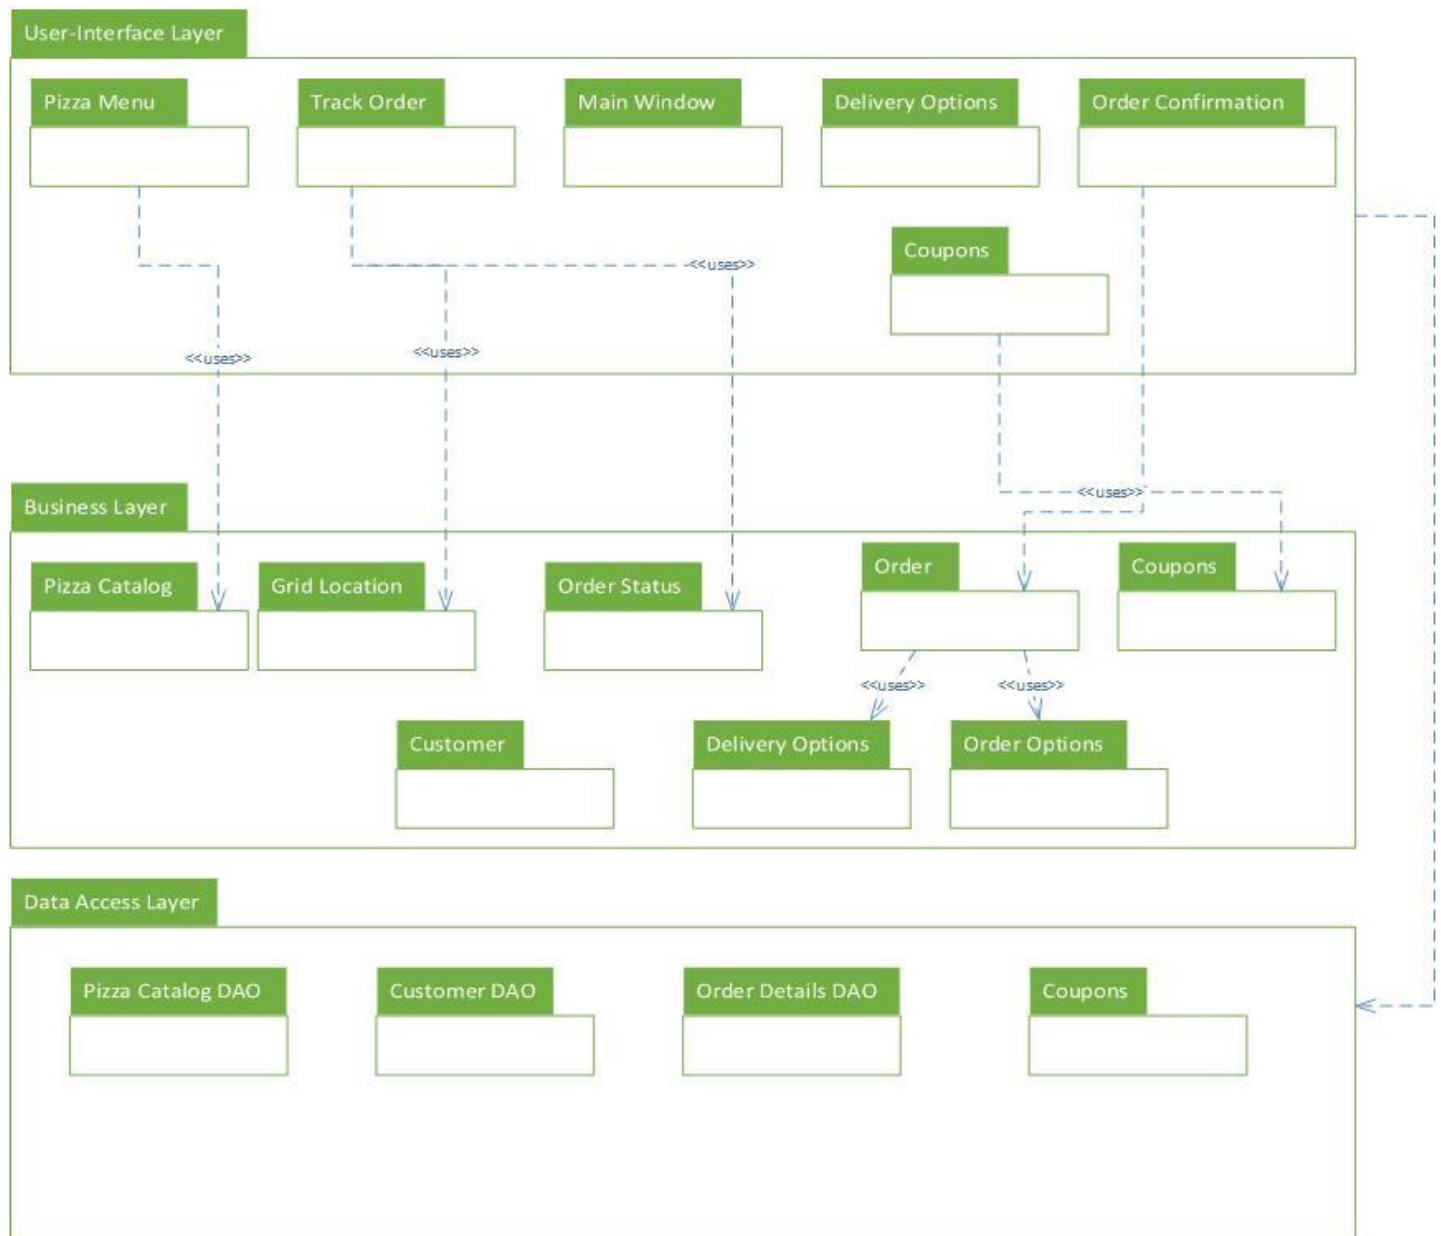 User-Interface Layer
Pizza Menu
Track Order
Main Window
Delivery Options
Order Confirmation
Coupons
<<uses>>
<<uses>>
<<uses>>
Business Layer
<<uses>>
Pizza Catalog
Grid Location
Order Status
Order
Coupons
<<uses>>
<<uses>>
Customer
Delivery Options
Order Options
Data Access Layer
Pizza Catalog DAO
Customer DAO
Order Details DAO
Coupons